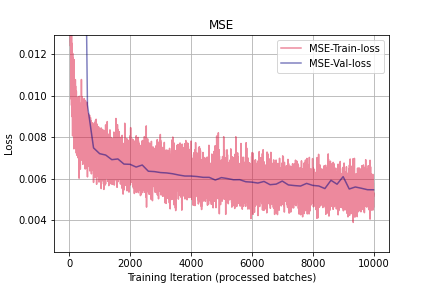 MSE
MSE-Train-loss
MSE-Val-loss
Loss
0.012
0.010
0.008
0.006
0.004
0
2000
4000
6000
8000
10000
Training Iteration (processed batches)